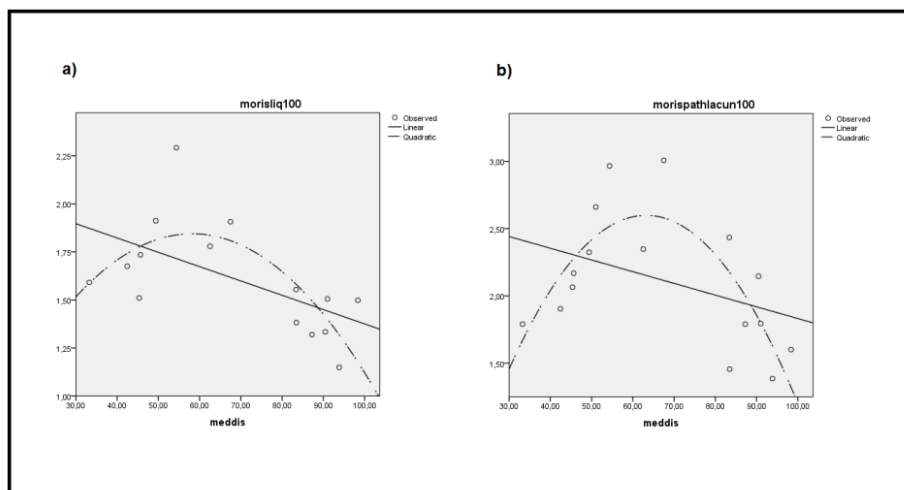 a)
morisliq100
Observed
Linear
Quadratic
2,25
2,00
1,75
1,50
1,25
1,00
30,00 40,00 50,00 60,00 70,00 80,00 90,00 100,00
meddis
b)
morispathlacun100
Observed
Linear
Quadratic
3,00
2,50
2,00
1,50
30,00 40,00 50,00 60,00 70,00 80,00 90,00 100,00
meddis